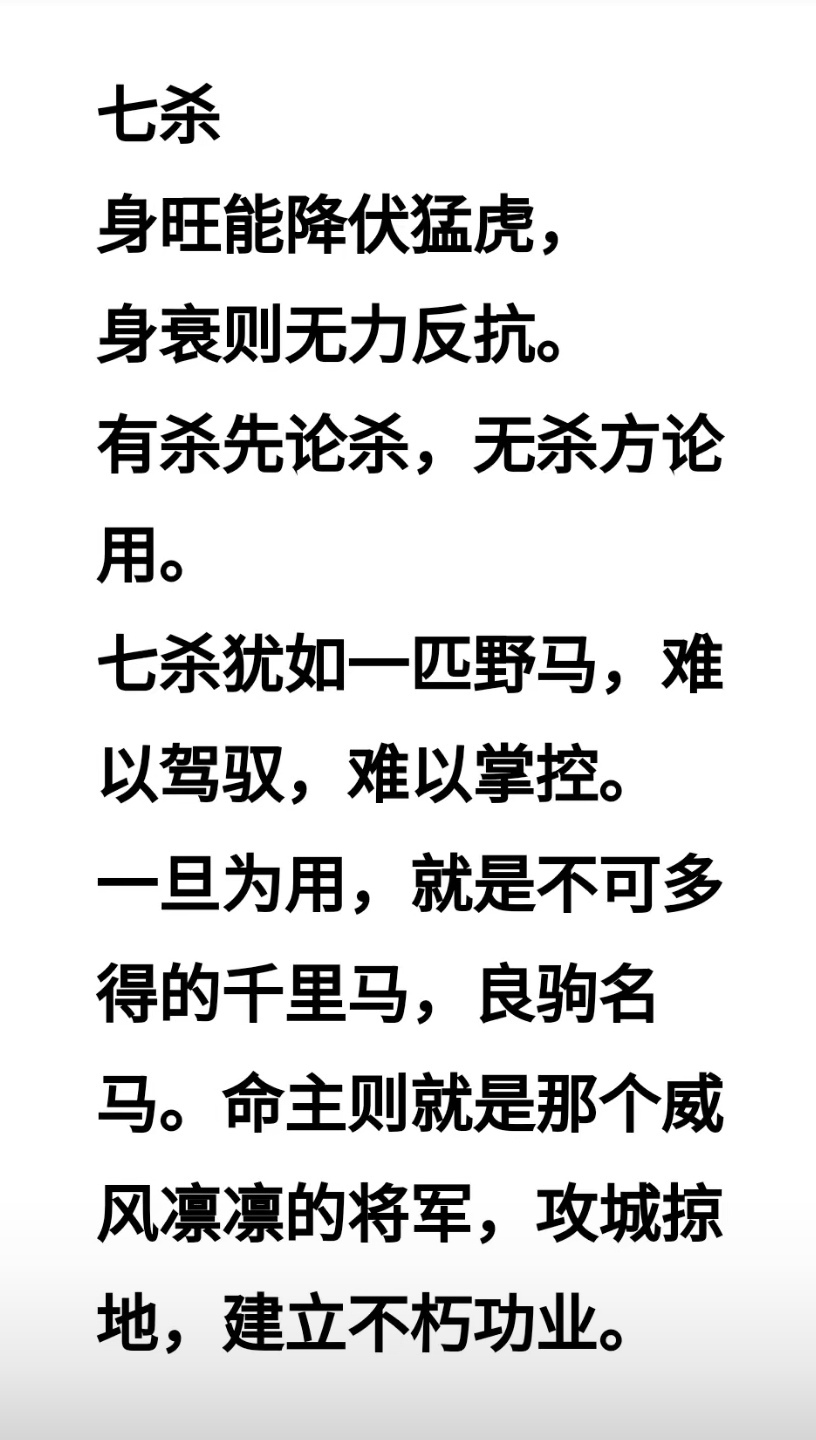 七杀
身旺能降伏猛虎，
身衰则无力反抗。
有杀先论杀，无杀方论
用。
七杀犹如一匹野马，难
以驾驭，难以掌控。
一旦为用，就是不可多
得的千里马，良驹名
马。命主则就是那个威
风凛凛的将军，攻城掠
地，建立不朽功业。